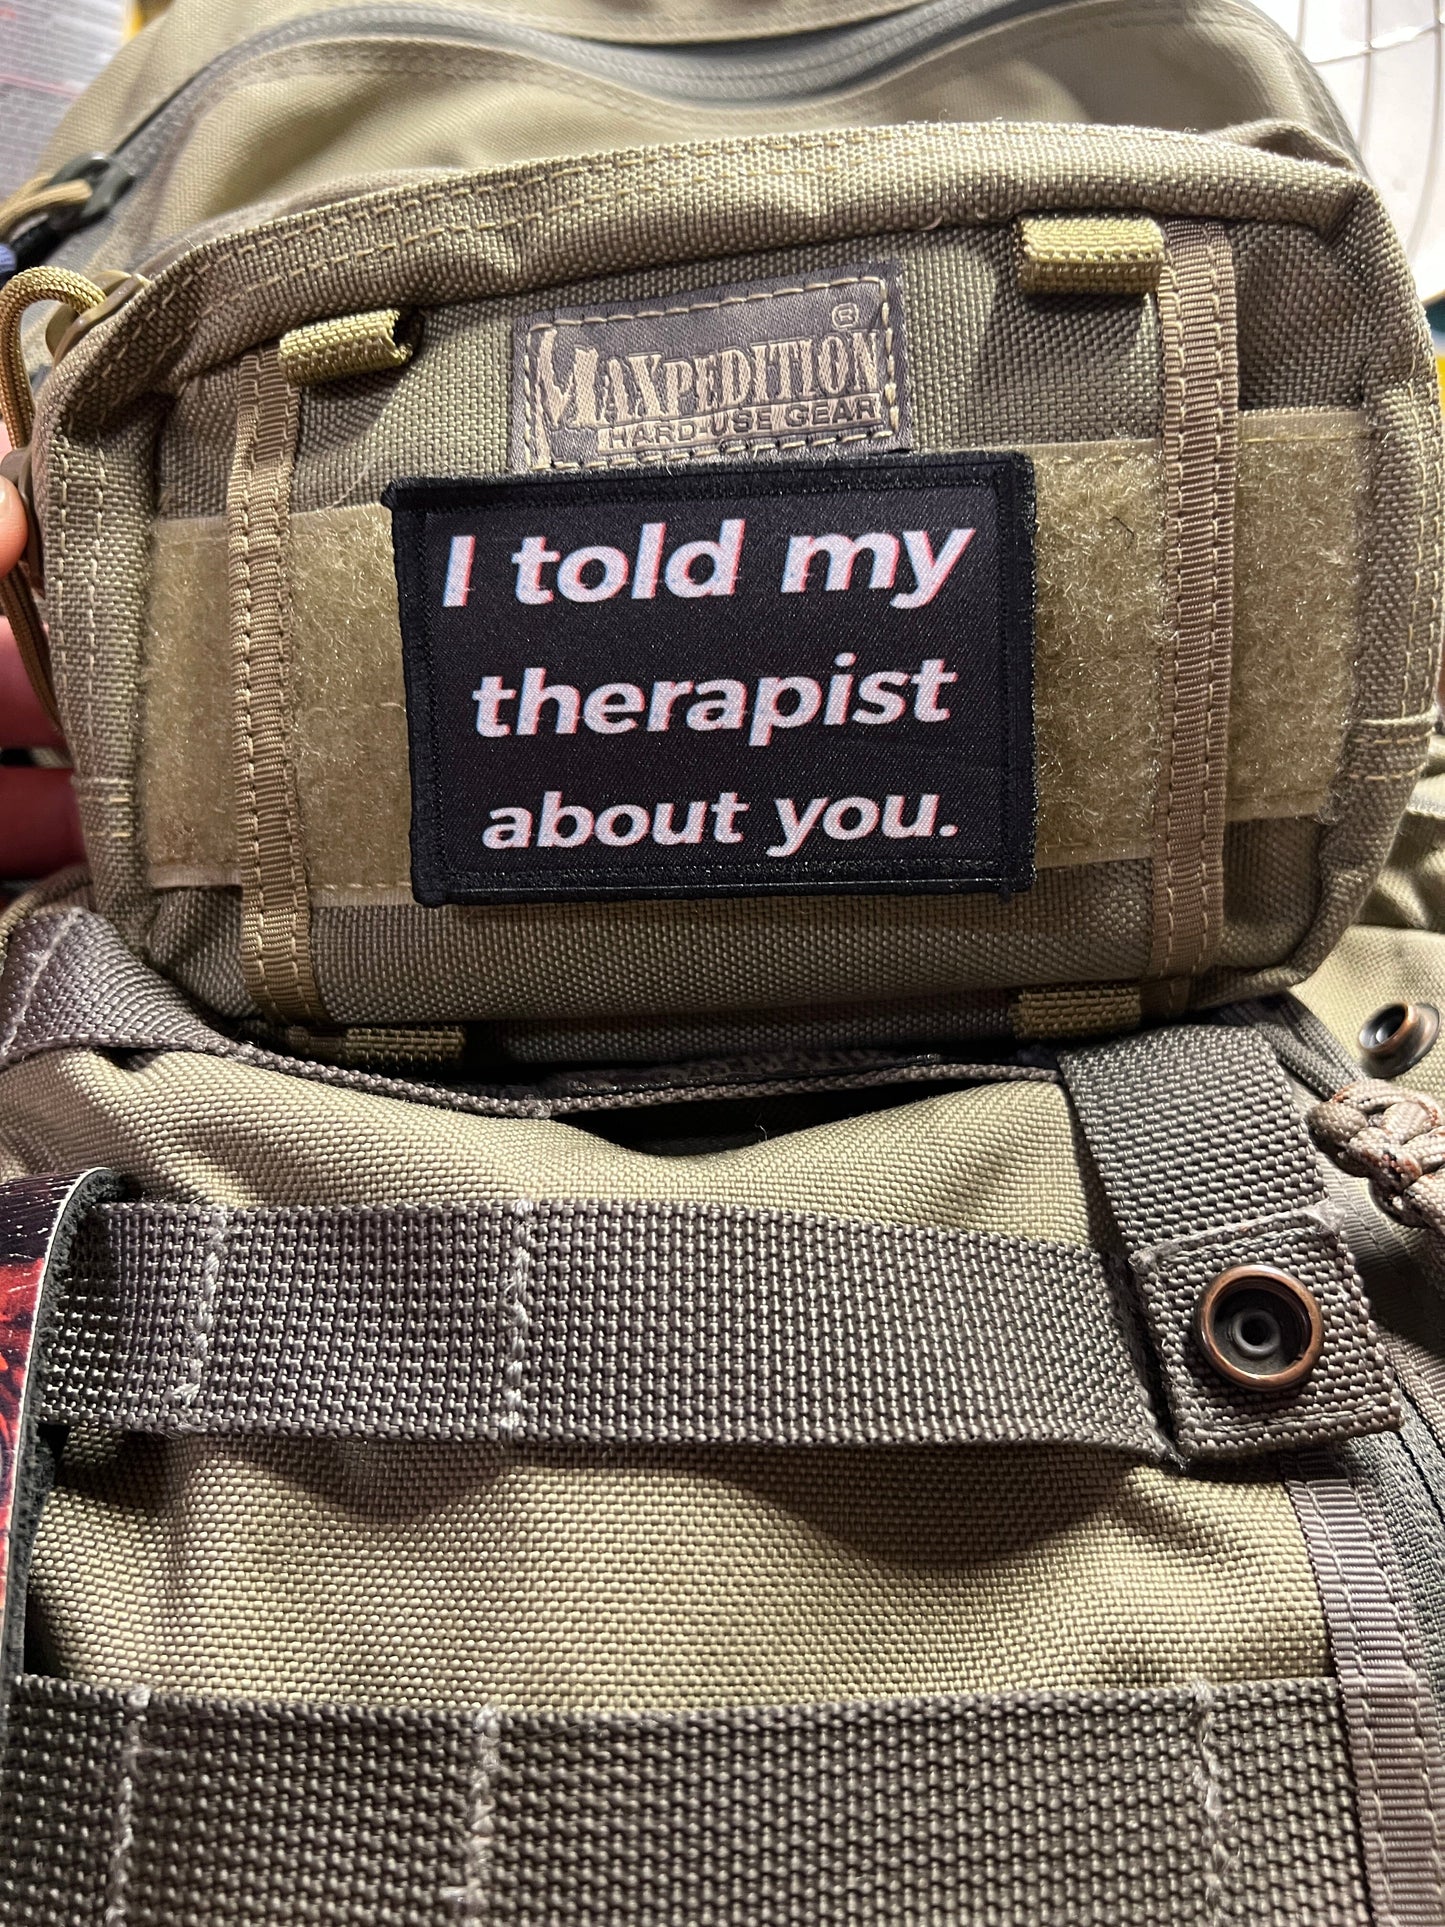 MAXPEDITION®
HARD-USE GEAR
I told my
therapist
about you.